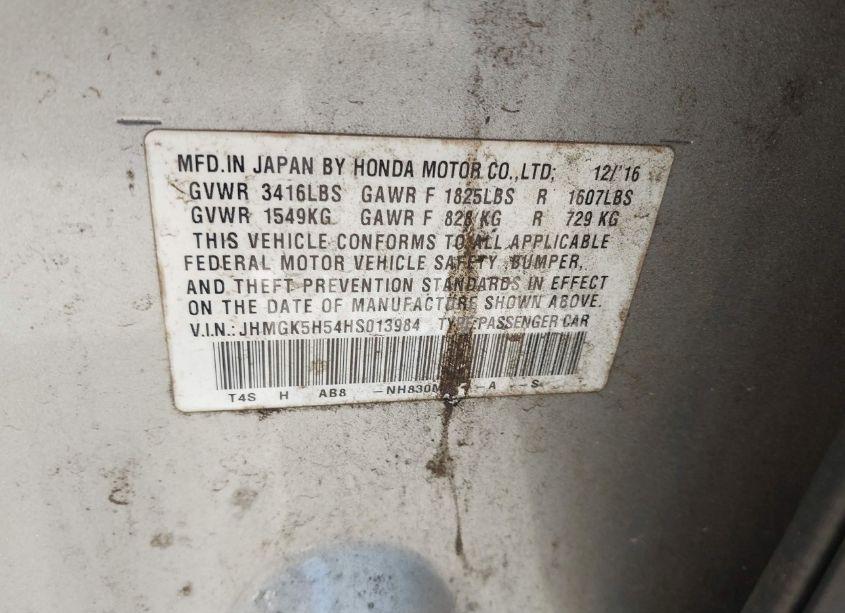 MFD.IN JAPAN BY HONDA MOTOR CO.,LTD; 12/'16
GVWR 3416LBS GAWR F 1825LBS R 1607LBS
GVWR 1549KG GAWR F 828 KG R 729 KG
THIS VEHICLE CONFORMS TO ALL APPLICABLE
FEDERAL MOTOR VEHICLE SAFETY ,BUMPER,
AND THEFT PREVENTION STANDARDS IN EFFECT
ON THE DATE OF MANUFACTURE SHOWN ABOVE.
V.I.N.: JHMGK5H54HS013984 TYPE:PASSENGER CAR
T4S H AB8 -NH830M -A --S